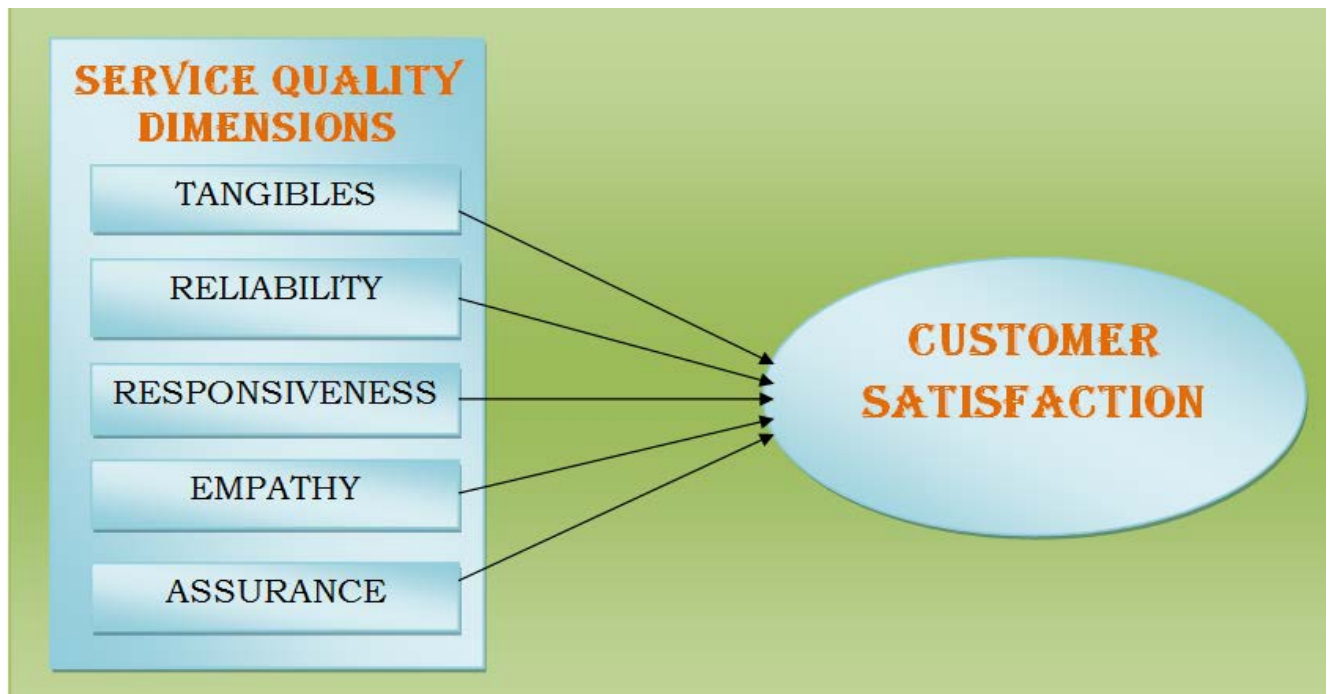 SERVICE QUALITY
DIMENSIONS
TANGIBLES
RELIABILITY
RESPONSIVENESS
EMPATHY
ASSURANCE
CUSTOMER
SATISFACTION